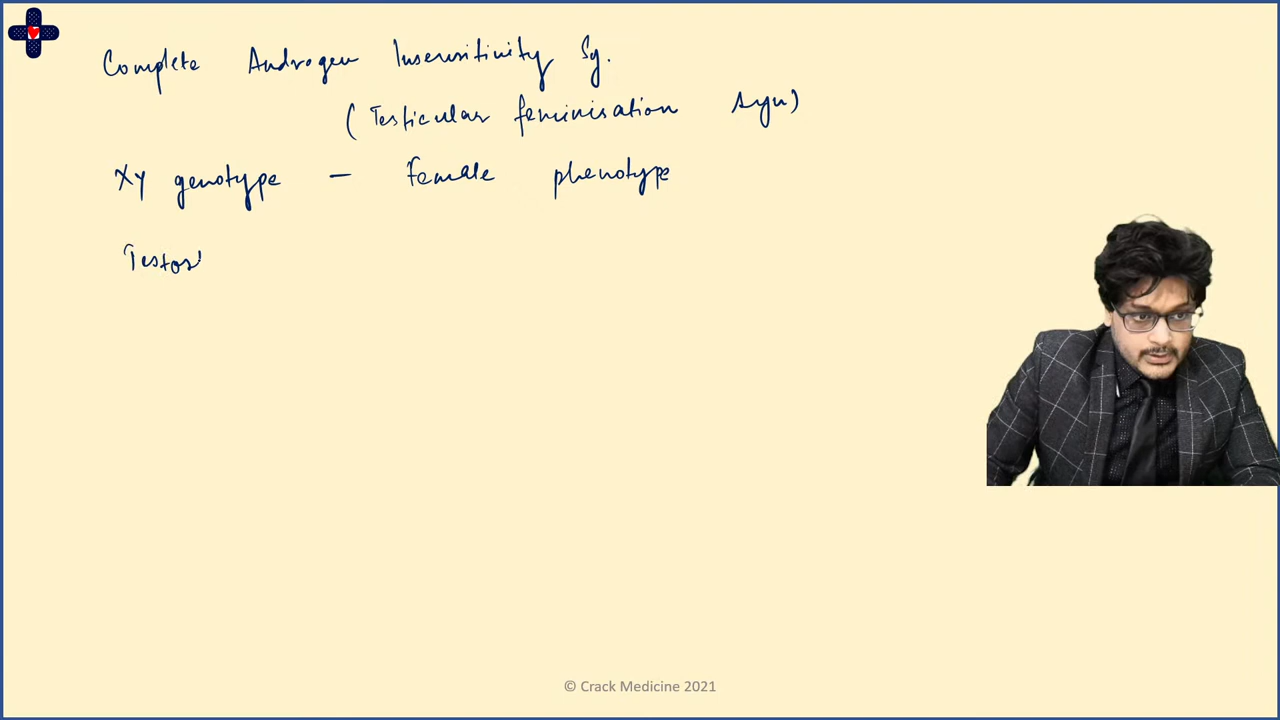 Complete Androgen Insensitivity Sy.
(Testicular feminisation syn)
XY genotype - female phenotype
Testos
© Crack Medicine 2021